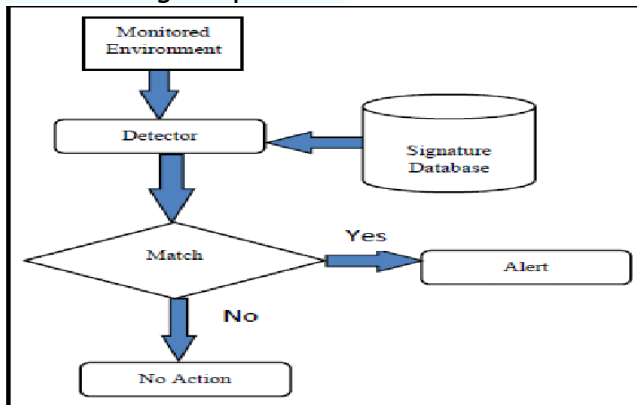 Monitored
Environment
Detector
Signature
Database
Match
Yes
Alert
No
No Action